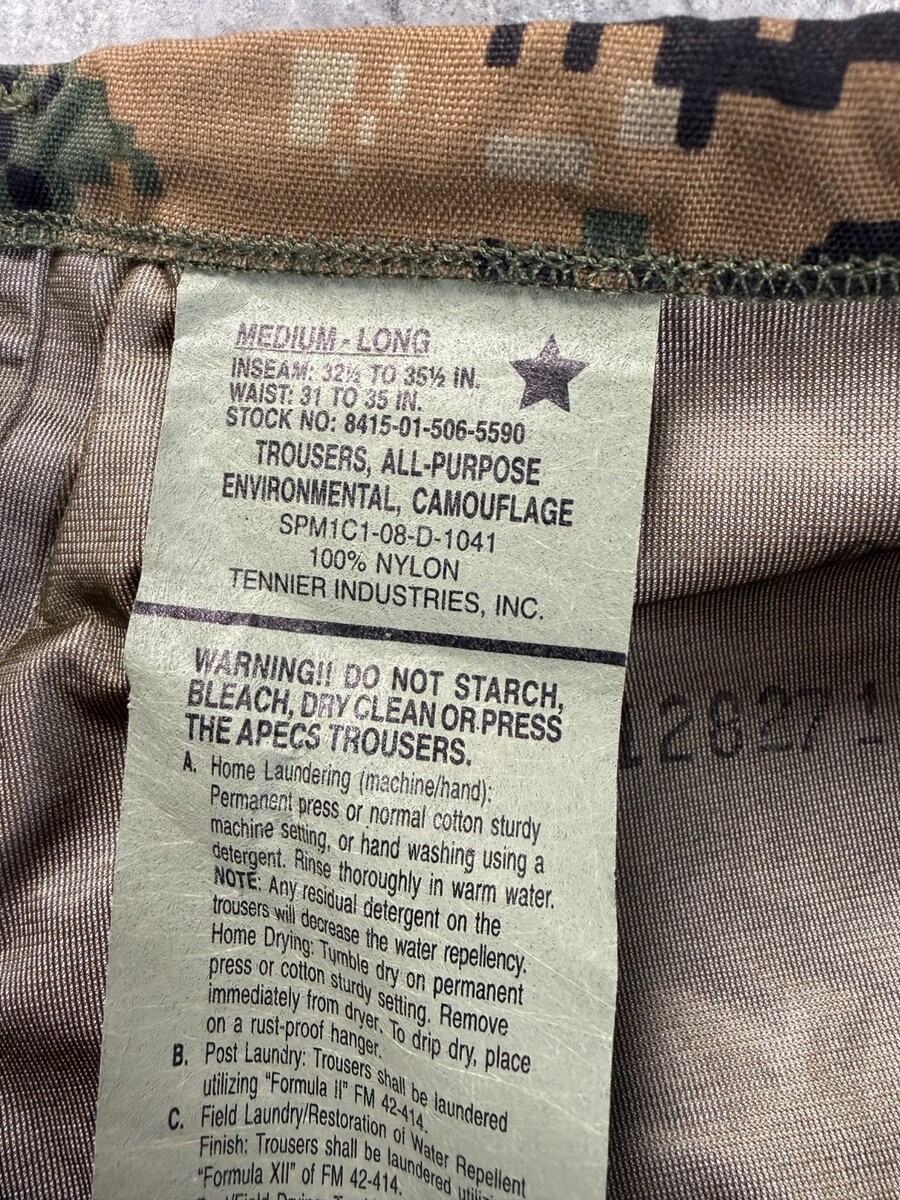 MEDIUM - LONG
INSEAM: 32½ TO 35½ IN.
WAIST: 31 TO 35 IN.
STOCK NO: 8415-01-506-5590
TROUSERS, ALL-PURPOSE
ENVIRONMENTAL, CAMOUFLAGE
SPM1C1-08-D-1041
100% NYLON
TENNIER INDUSTRIES, INC.
WARNING!! DO NOT STARCH,
BLEACH, DRY CLEAN OR PRESS
THE APECS TROUSERS.
A. Home Laundering (machine/hand):
Permanent press or normal cotton sturdy
machine setting, or hand washing using a
detergent. Rinse thoroughly in warm water.
NOTE: Any residual detergent on the
trousers will decrease the water repellency.
Home Drying: Tumble dry on permanent
press or cotton sturdy setting. Remove
immediately from dryer. To drip dry, place
on a rust-proof hanger.
B. Post Laundry: Trousers shall be laundered
utilizing "Formula II" FM 42-414.
C. Field Laundry/Restoration of Water Repellent
Finish: Trousers shall be laundered
"Formula XII" of FM 42-414.